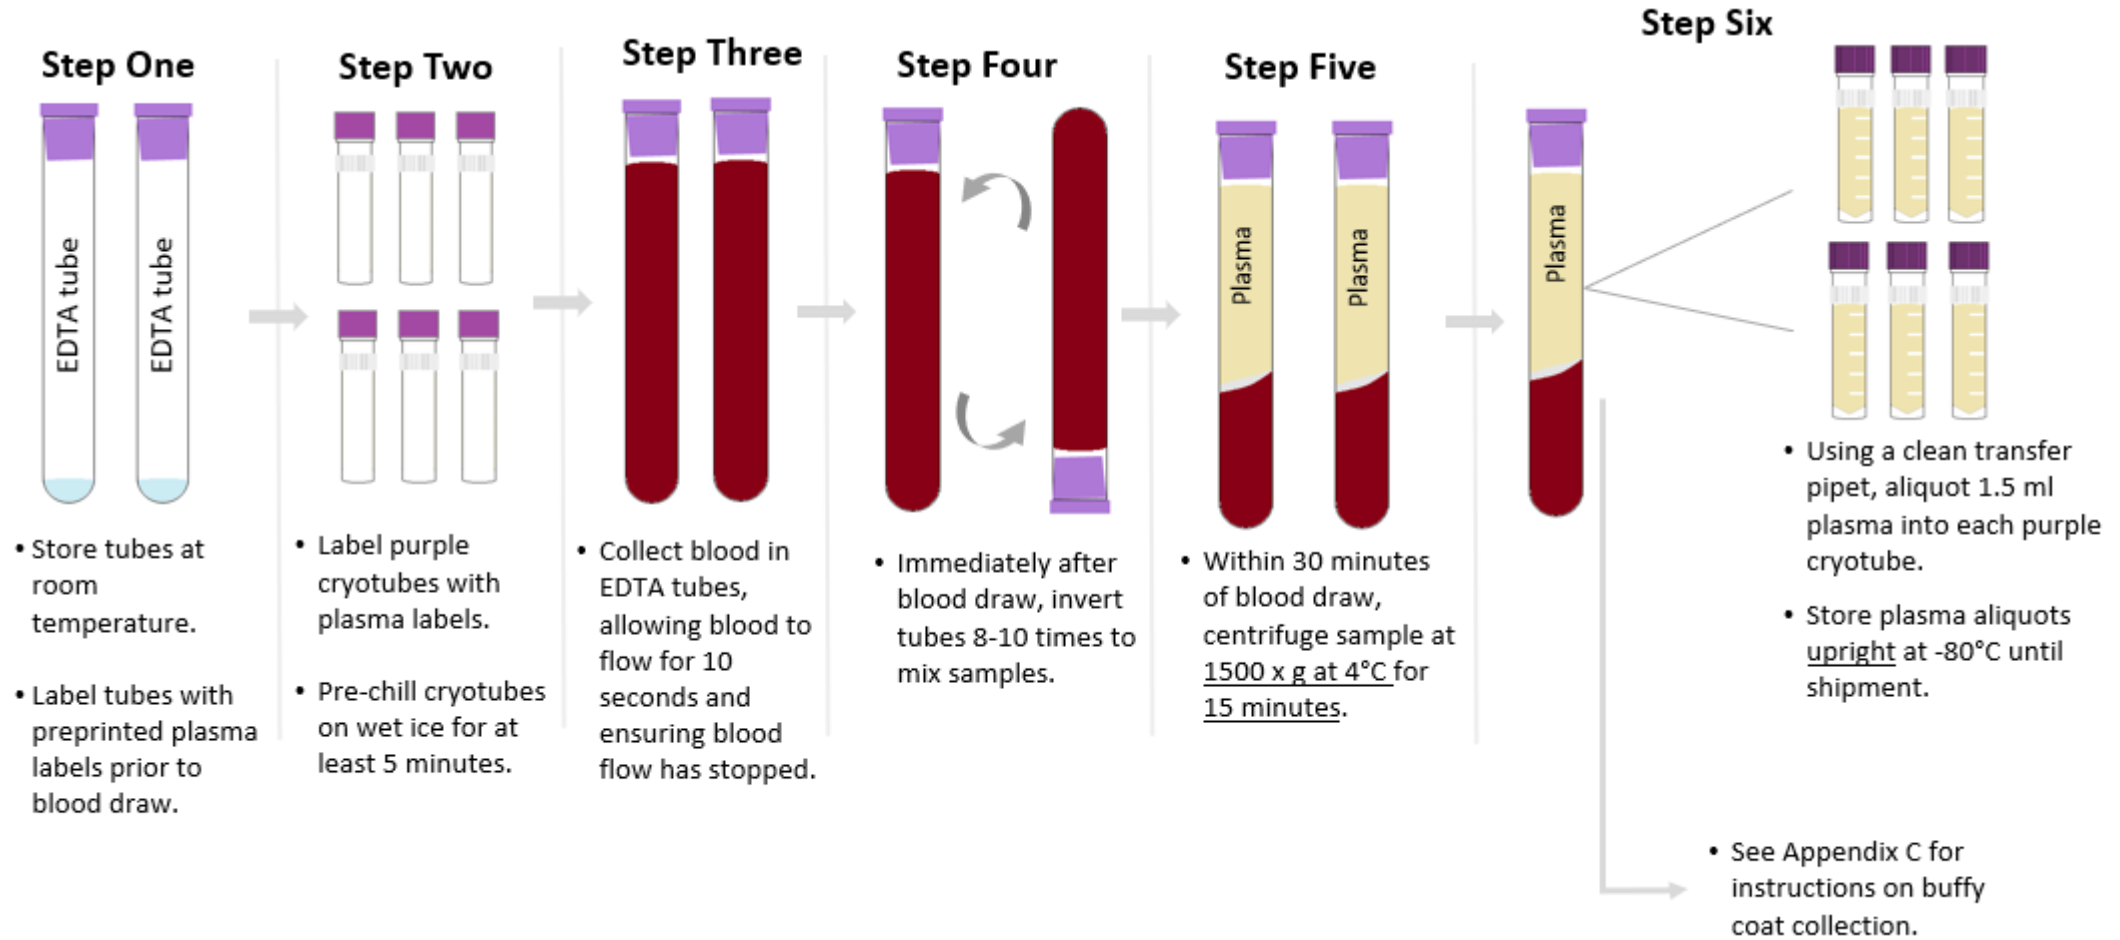 Step One
EDTA tube
EDTA tube
• Store tubes at
room
temperature.
• Label tubes with
preprinted plasma
labels prior to
blood draw.
Step Two
• Label purple
cryotubes with
plasma labels.
• Pre-chill cryotubes
on wet ice for at
least 5 minutes.
Step Three
• Collect blood in
EDTA tubes,
allowing blood to
flow for 10
seconds and
ensuring blood
flow has stopped.
Step Four
• Immediately after
blood draw, invert
tubes 8-10 times to
mix samples.
Step Five
Plasma
Plasma
• Within 30 minutes
of blood draw,
centrifuge sample at
1500 x g at 4°C for
15 minutes.
Step Six
Plasma
• Using a clean transfer
pipet, aliquot 1.5 ml
plasma into each purple
cryotube.
• Store plasma aliquots
upright at -80°C until
shipment.
• See Appendix C for
instructions on buffy
coat collection.